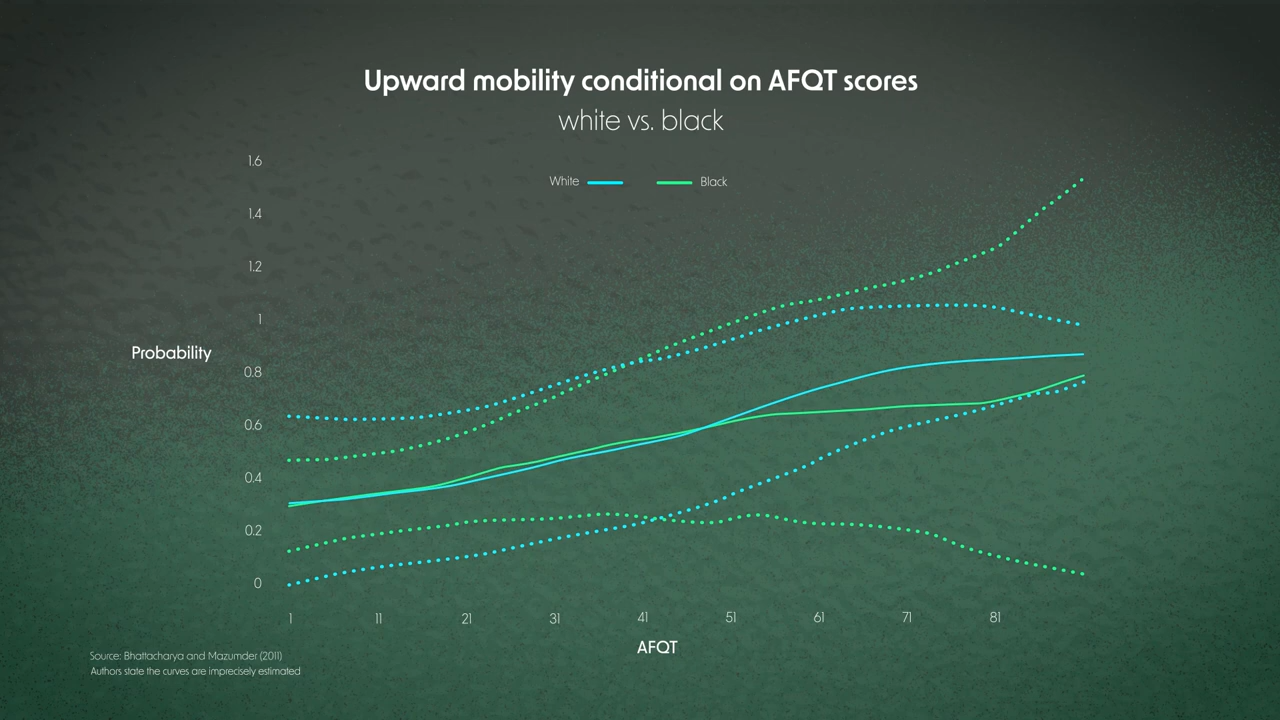 Upward mobility conditional on AFQT scores
white vs. black
White
Black
1.6
1.4
1.2
1
Probability
0.8
0.6
0.4
0.2
0
1 11 21 31 41 51 61 71 81
AFQT
Source: Bhattacharya and Mazumder (2011)
Authors state the curves are imprecisely estimated